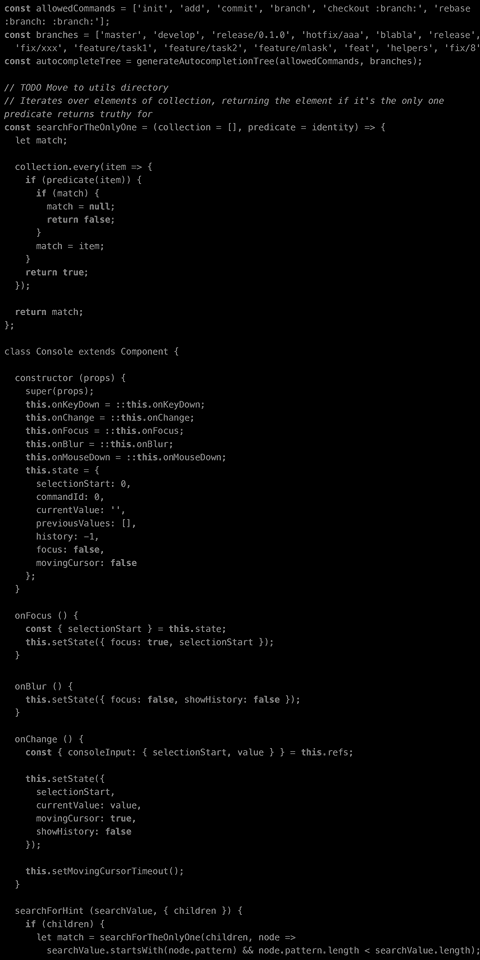 const allowedCommands = ['init', 'add', 'commit', 'branch', 'checkout :branch:', 'rebase
:branch: :branch:'];
const branches = ['master', 'develop', 'release/0.1.0', 'hotfix/aaa', 'blabla', 'release',
  'fix/xxx', 'feature/task1', 'feature/task2', 'feature/mlask', 'feat', 'helpers', 'fix/8'
const autocompleteTree = generateAutocompletionTree(allowedCommands, branches);

// TODO Move to utils directory
// Iterates over elements of collection, returning the element if it's the only one
predicate returns truthy for
const searchForTheOnlyOne = (collection = [], predicate = identity) => {
  let match;

  collection.every(item => {
    if (predicate(item)) {
      if (match) {
        match = null;
        return false;
      }
      match = item;
    }
    return true;
  });

  return match;
};

class Console extends Component {

  constructor (props) {
    super(props);
    this.onKeyDown = ::this.onKeyDown;
    this.onChange = ::this.onChange;
    this.onFocus = ::this.onFocus;
    this.onBlur = ::this.onBlur;
    this.onMouseDown = ::this.onMouseDown;
    this.state = {
      selectionStart: 0,
      commandId: 0,
      currentValue: '',
      previousValues: [],
      history: -1,
      focus: false,
      movingCursor: false
    };
  }

  onFocus () {
    const { selectionStart } = this.state;
    this.setState({ focus: true, selectionStart });
  }

  onBlur () {
    this.setState({ focus: false, showHistory: false });
  }

  onChange () {
    const { consoleInput: { selectionStart, value } } = this.refs;

    this.setState({
      selectionStart,
      currentValue: value,
      movingCursor: true,
      showHistory: false
    });

    this.setMovingCursorTimeout();
  }

  searchForHint (searchValue, { children }) {
    if (children) {
      let match = searchForTheOnlyOne(children, node =>
        searchValue.startsWith(node.pattern) && node.pattern.length < searchValue.length);